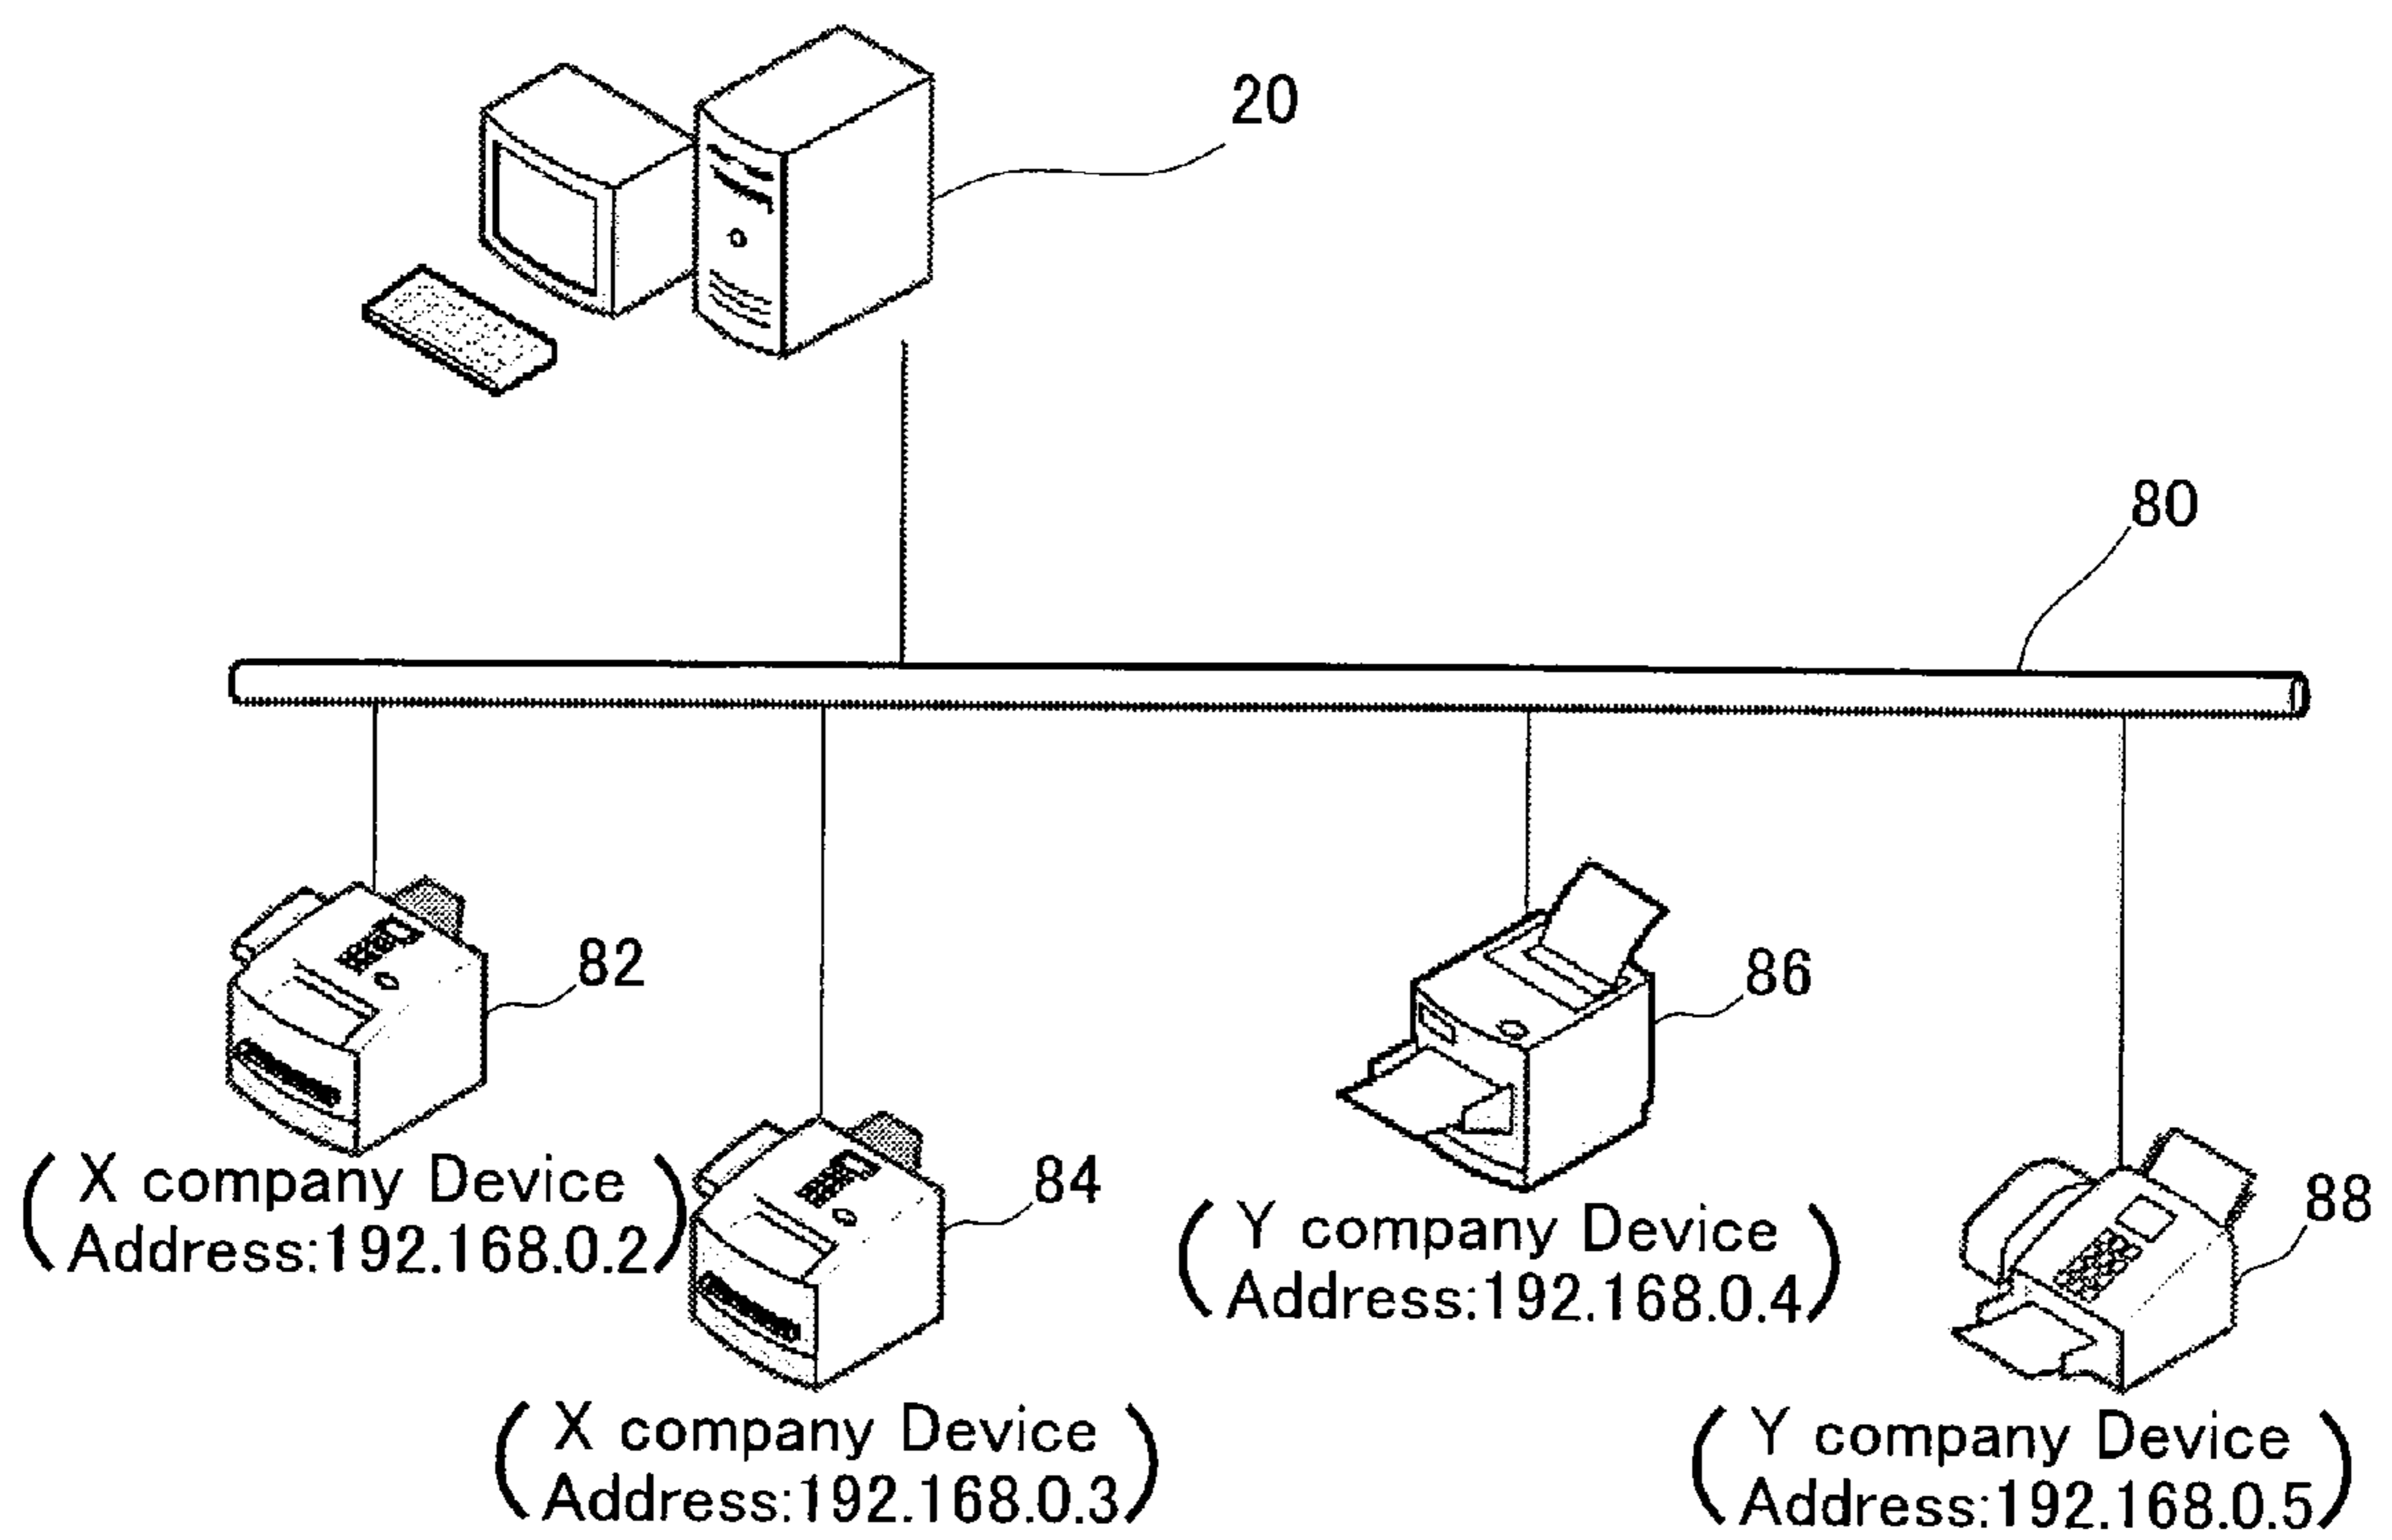 20
80
82
X company Device
Address:192.168.0.2
84
X company Device
Address:192.168.0.3
86
Y company Device
Address:192.168.0.4
88
Y company Device
Address:192.168.0.5